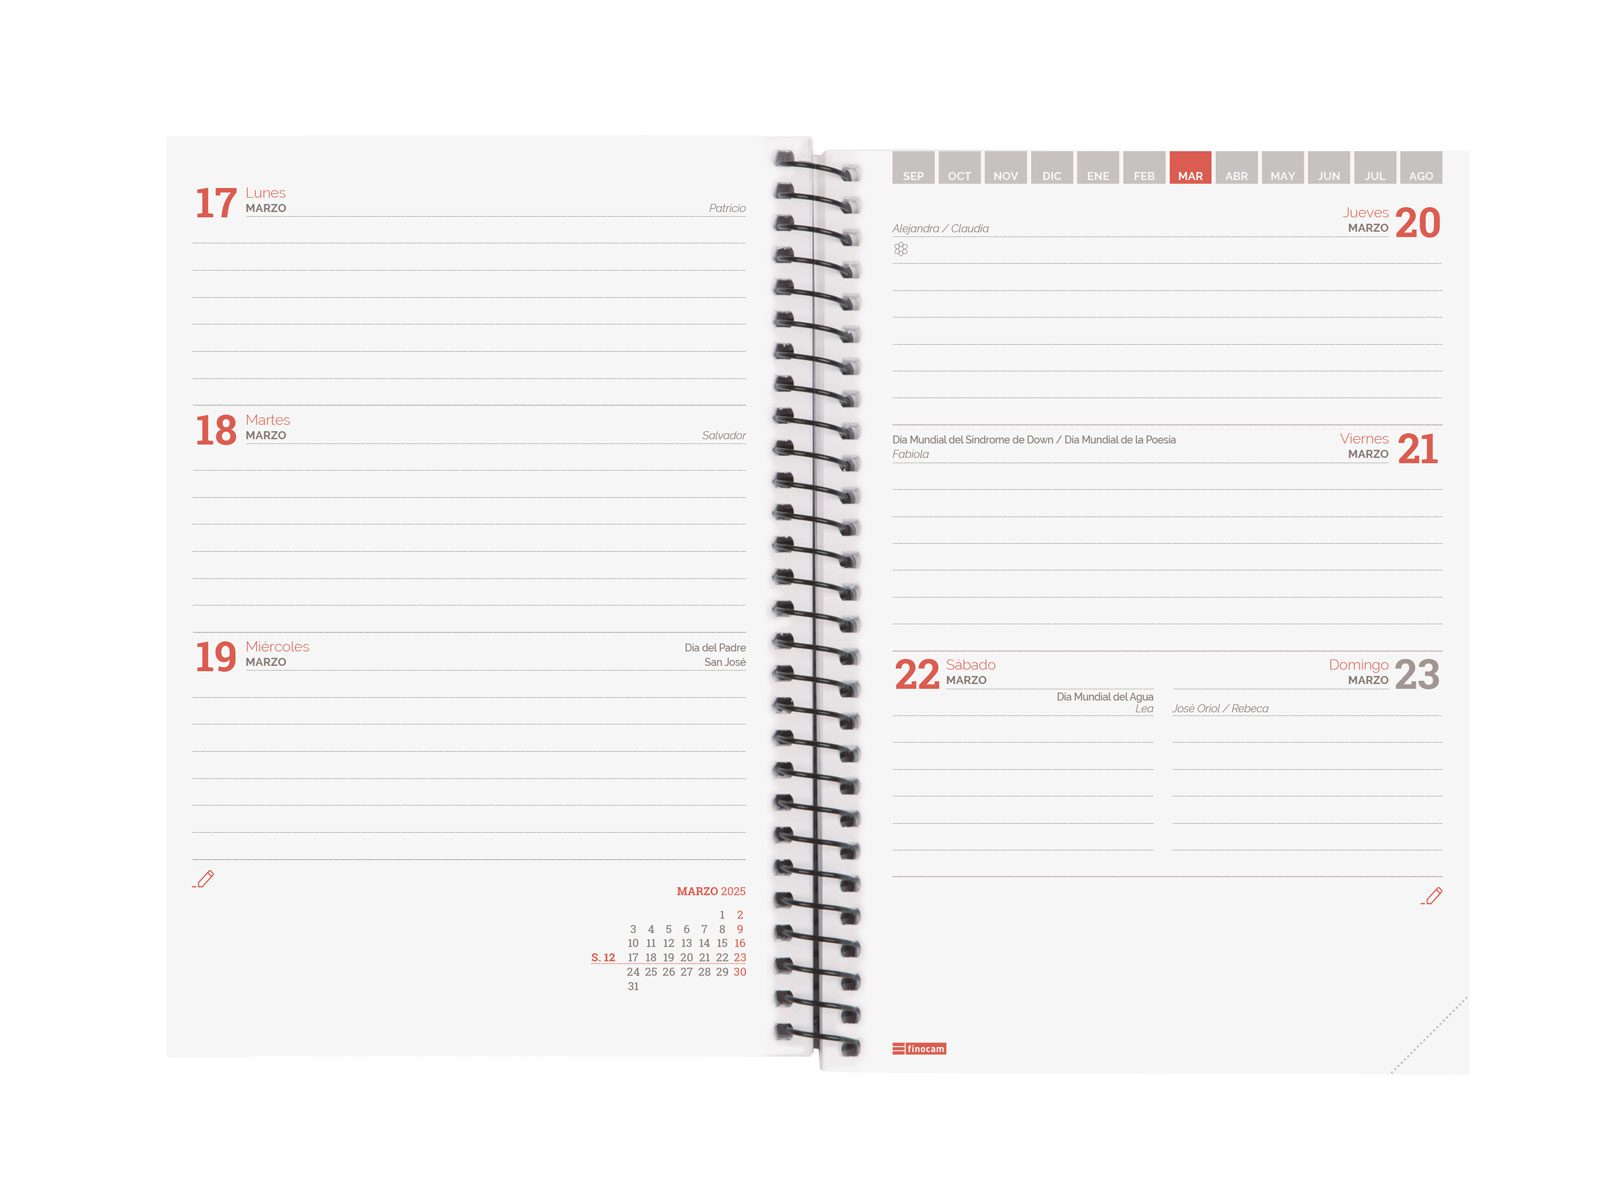 17 Lunes
MARZO
Patricio
18 Martes
MARZO
Salvador
19 Miércoles
MARZO
Día del Padre
San José
MARZO 2025
1 2
3 4 5 6 7 8 9
10 11 12 13 14 15 16
S. 12 17 18 19 20 21 22 23
24 25 26 27 28 29 30
31
SEP OCT NOV DIC ENE FEB MAR ABR MAY JUN JUL AGO
Jueves 20
MARZO
Alejandra / Claudia
Día Mundial del Síndrome de Down / Día Mundial de la Poesía
Fabiola
Viernes 21
MARZO
22 Sábado
MARZO
Día Mundial del Agua
Lea
Domingo 23
MARZO
José Oriol / Rebeca
finocam